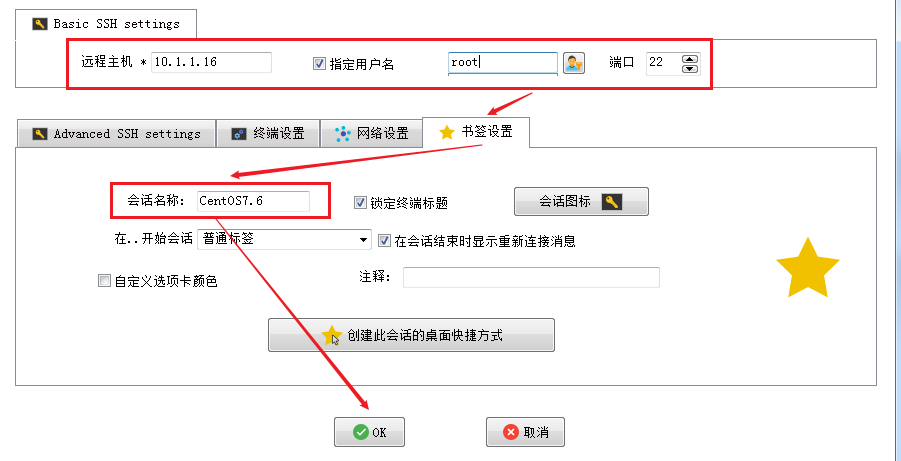 Basic SSH settings
远程主机 * 10.1.1.16 指定用户名 root 端口 22
Advanced SSH settings 终端设置 网络设置 书签设置
会话名称: CentOS7.6 锁定终端标题 会话图标
在..开始会话 普通标签 在会话结束时显示重新连接消息
自定义选项卡颜色 注释:
创建此会话的桌面快捷方式
OK 取消